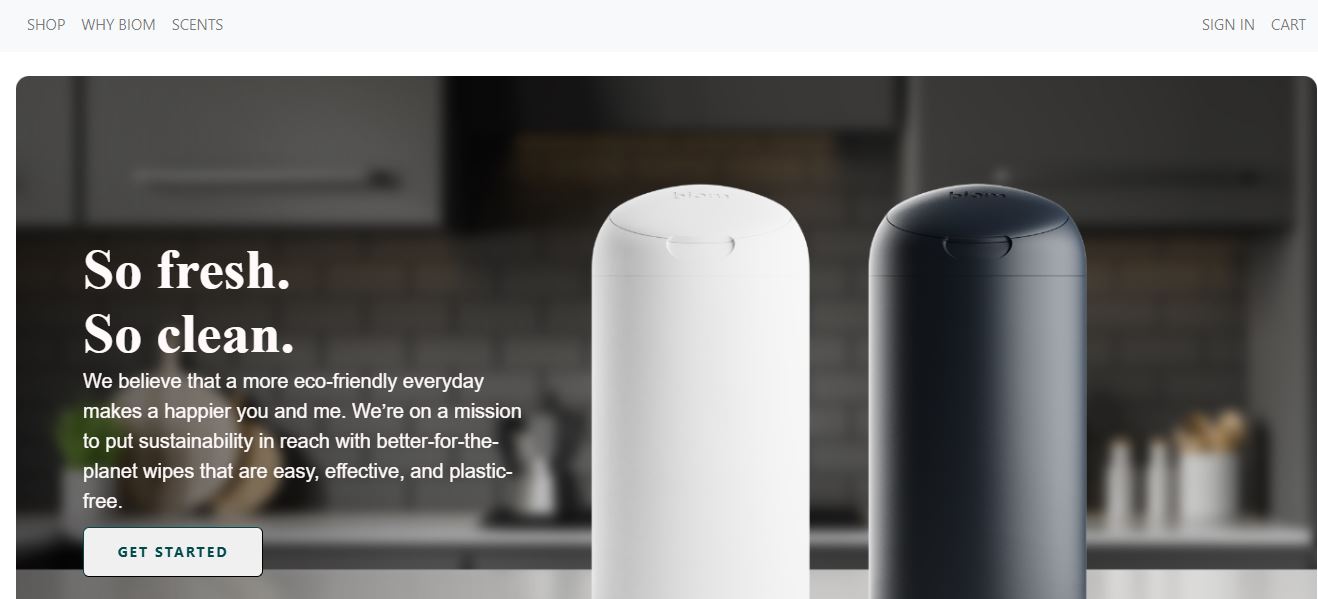 SHOP WHY BIOM SCENTS SIGN IN CART
biom biom
So fresh.
So clean.
We believe that a more eco-friendly everyday
makes a happier you and me. We’re on a mission
to put sustainability in reach with better-for-the-
planet wipes that are easy, effective, and plastic-
free.
GET STARTED